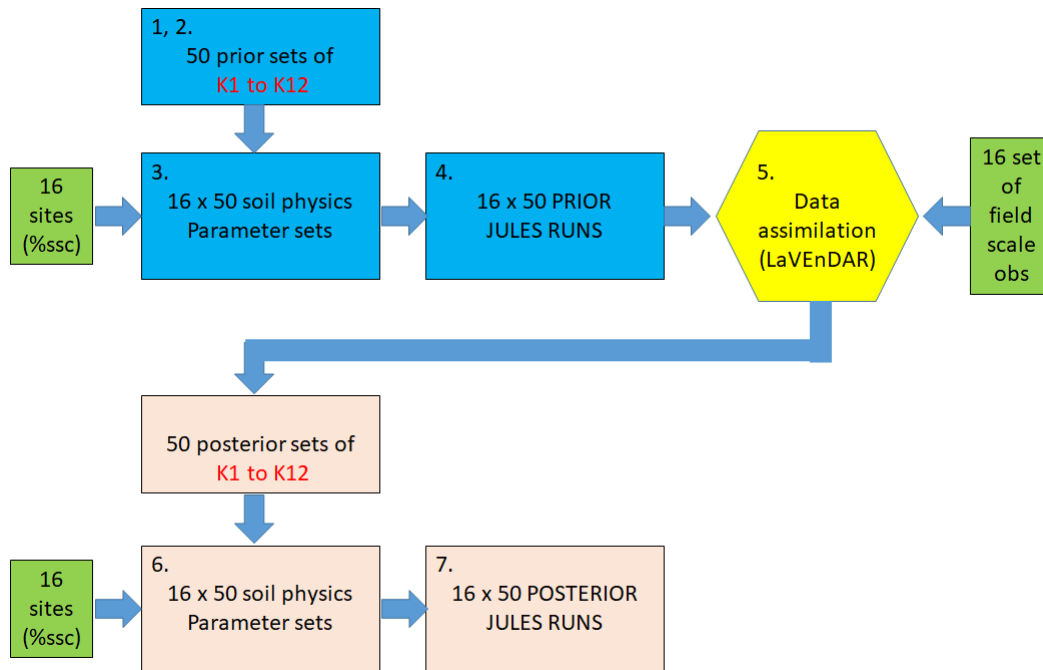 1, 2.
50 prior sets of
K1 to K12
16
sites
(%ssc)
3.
16 x 50 soil physics
Parameter sets
4.
16 x 50 PRIOR
JULES RUNS
5.
Data
assimilation
(LaVEnDAR)
16 set
of
field
scale
obs
50 posterior sets of
K1 to K12
16
sites
(%ssc)
6.
16 x 50 soil physics
Parameter sets
7.
16 x 50 POSTERIOR
JULES RUNS